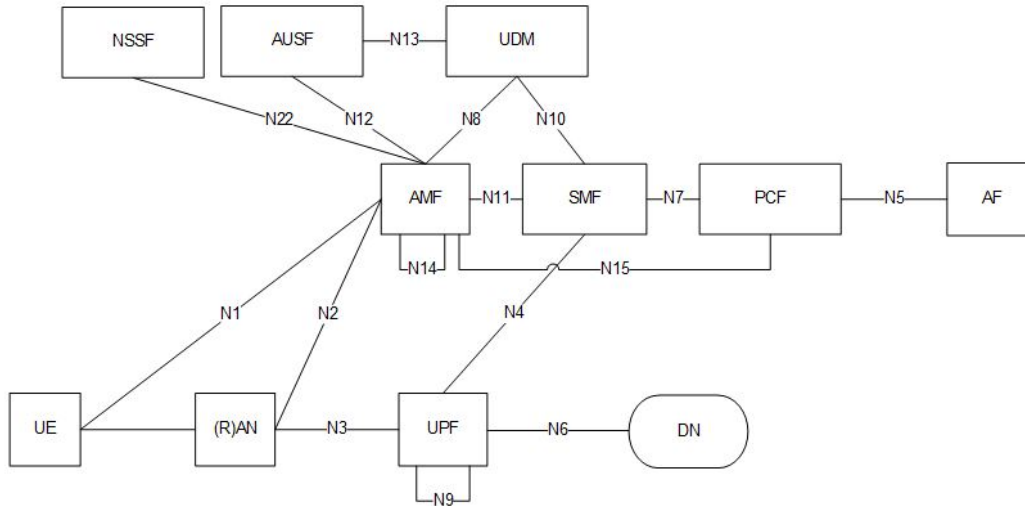 NSSF
AUSF
N13
UDM
N22
N12
N8
N10
AMF
N11
SMF
N7
PCF
N5
AF
N14
N15
N1
N2
N4
UE
(R)AN
N3
UPF
N6
DN
N9